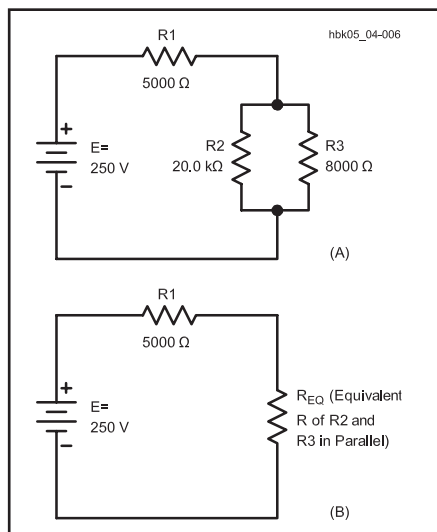 hbk05_04-006
R1
5000 Ω
+
E=
250 V
–
R2
20.0 kΩ
R3
8000 Ω
(A)
R1
5000 Ω
+
E=
250 V
–
REQ (Equivalent
R of R2 and
R3 in Parallel)
(B)